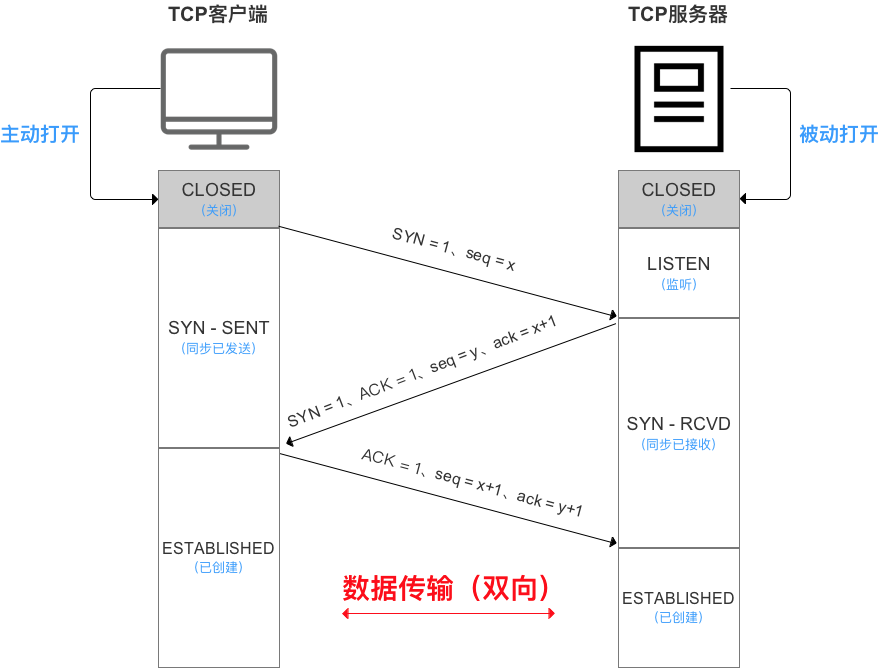 TCP客户端
TCP服务器
主动打开
被动打开
CLOSED
(关闭)
CLOSED
(关闭)
SYN = 1、seq = x
LISTEN
(监听)
SYN - SENT
(同步已发送)
SYN = 1、ACK = 1、seq = y、ack = x+1
SYN - RCVD
(同步已接收)
ACK = 1、seq = x+1、ack = y+1
ESTABLISHED
(已创建)
数据传输（双向）
ESTABLISHED
(已创建)